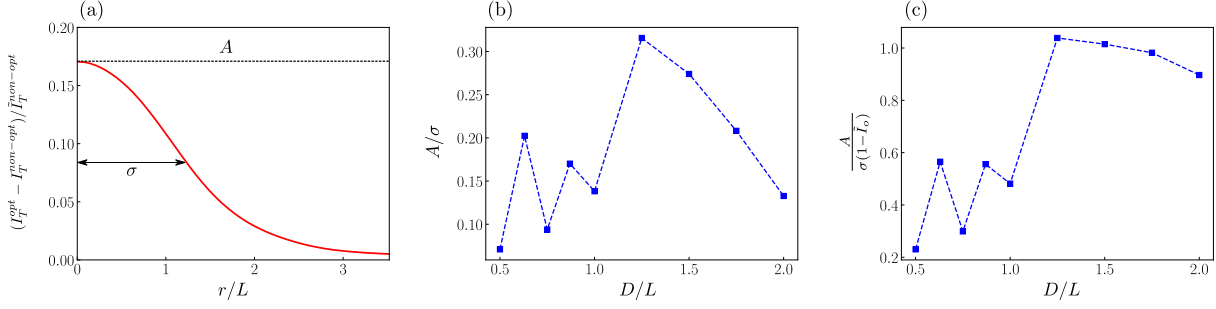 (a)
(I_T^{opt} − I_T^{non−opt})/Ĩ_T^{non−opt}
0.20
0.15
0.10
0.05
0.00
A
σ
0
1
2
3
r/L
(b)
A/σ
0.30
0.25
0.20
0.15
0.10
0.5
1.0
1.5
2.0
D/L
(c)
A/σ(1−Ĩ_o)
1.0
0.8
0.6
0.4
0.2
0.5
1.0
1.5
2.0
D/L